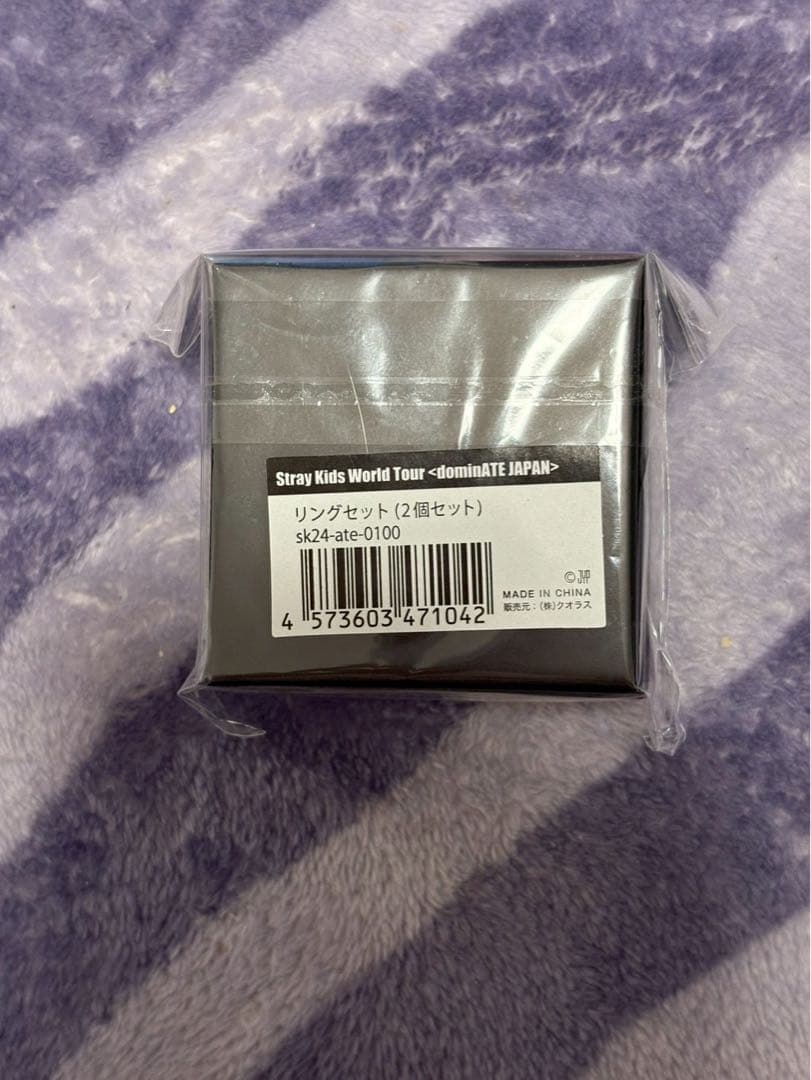 Stray Kids World Tour <dominATE JAPAN>
リングセット(2個セット)
sk24-ate-0100
4 573603 471042
©
MADE IN CHINA
販売元:(株)クオラス